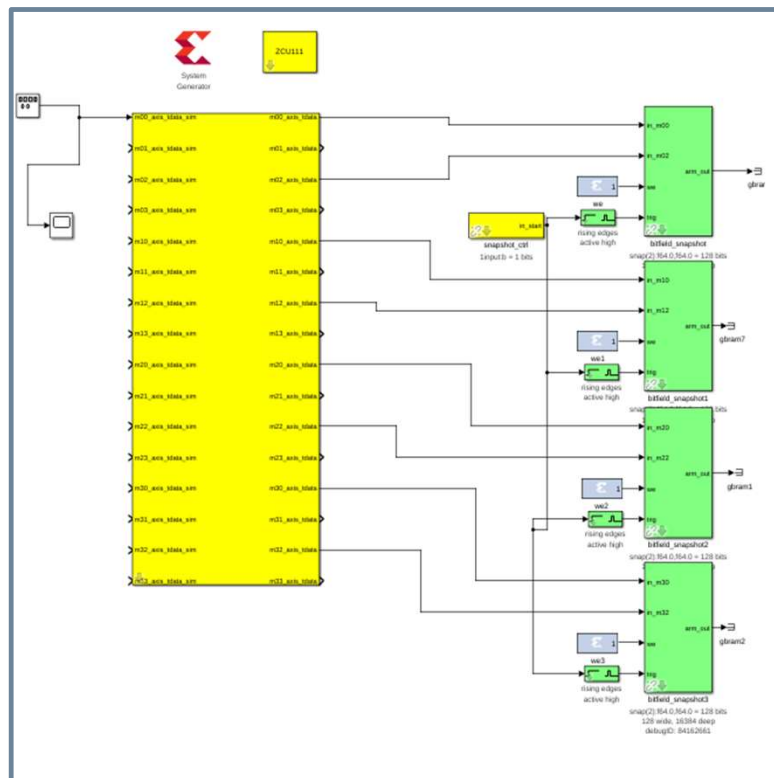 System
Generator
ZCU111
m00_axis_tdata_sim
m00_axis_tdata
m01_axis_tdata_sim
m01_axis_tdata
m02_axis_tdata_sim
m02_axis_tdata
m03_axis_tdata_sim
m03_axis_tdata
m10_axis_tdata_sim
m10_axis_tdata
m11_axis_tdata_sim
m11_axis_tdata
m12_axis_tdata_sim
m12_axis_tdata
m13_axis_tdata_sim
m13_axis_tdata
m20_axis_tdata_sim
m20_axis_tdata
m21_axis_tdata_sim
m21_axis_tdata
m22_axis_tdata_sim
m22_axis_tdata
m23_axis_tdata_sim
m23_axis_tdata
m30_axis_tdata_sim
m30_axis_tdata
m31_axis_tdata_sim
m31_axis_tdata
m32_axis_tdata_sim
m32_axis_tdata
m33_axis_tdata_sim
m33_axis_tdata
in_start
snapshot_ctrl
1input:b = 1 bits
in_m00
in_m02
we
trig
arm_out
1
we
rising edges
active high
bitfield_snapshot
snap(2):f64.0,f64.0 = 128 bits
in_m10
in_m12
we
trig
arm_out
gbram7
1
we1
rising edges
active high
bitfield_snapshot1
in_m20
in_m22
we
trig
arm_out
gbram1
1
we2
rising edges
active high
bitfield_snapshot2
snap(2):f64.0,f64.0 = 128 bits
in_m30
in_m32
we
trig
arm_out
gbram2
1
we3
rising edges
active high
bitfield_snapshot3
snap(2):f64.0,f64.0 = 128 bits
128 wide, 16384 deep
debugID: 84162661